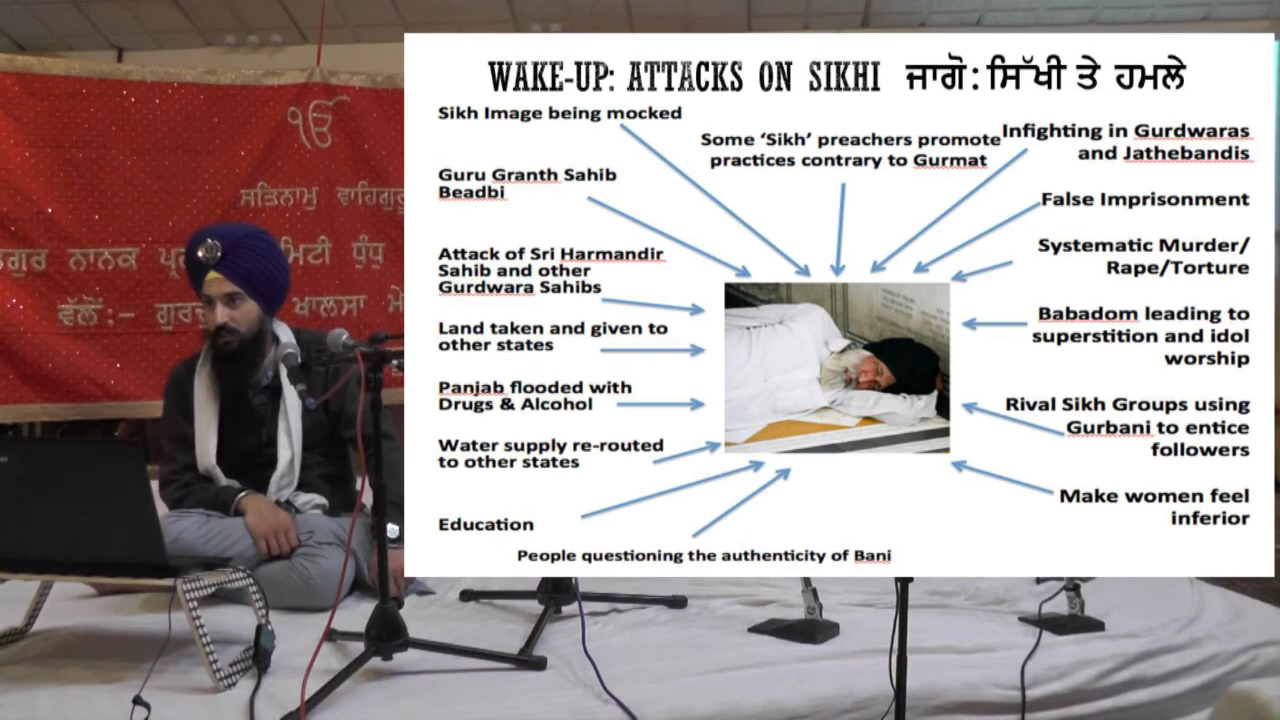 ੴ
ਸਤਿਨਾਮੁ
ਨਾਨਕ
ਵੱਲੋਂ :- ਖਾਲਸਾ
WAKE-UP: ATTACKS ON SIKHI ਜਾਗੋ : ਸਿੱਖੀ ਤੇ ਹਮਲੇ
Sikh Image being mocked
Guru Granth Sahib
Beadbi
Attack of Sri Harmandir
Sahib and other
Gurdwara Sahibs
Land taken and given to
other states
Panjab flooded with
Drugs & Alcohol
Water supply re-routed
to other states
Education
People questioning the authenticity of Bani
Some ‘Sikh’ preachers promote
practices contrary to Gurmat
Infighting in Gurdwaras
and Jathebandis
False Imprisonment
Systematic Murder/
Rape/Torture
Babadom leading to
superstition and idol
worship
Rival Sikh Groups using
Gurbani to entice
followers
Make women feel
inferior